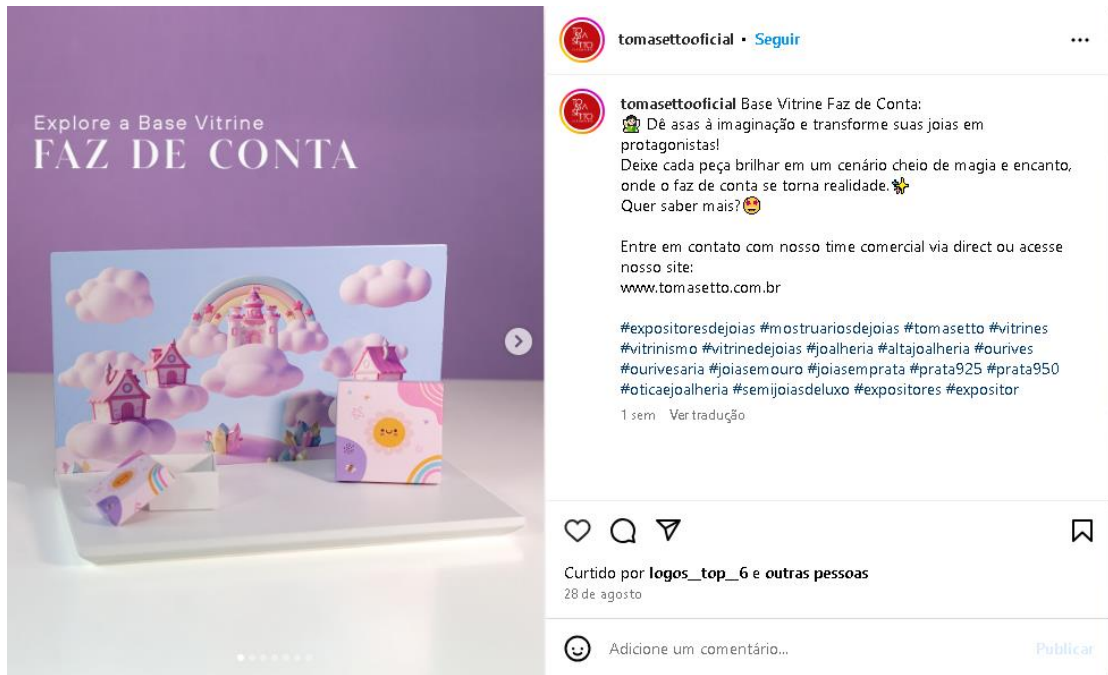 Explore a Base Vitrine
FAZ DE CONTA
tomasettooficial • Seguir
tomasettooficial Base Vitrine Faz de Conta:
🧚🏻 Dê asas à imaginação e transforme suas joias em
protagonistas!
Deixe cada peça brilhar em um cenário cheio de magia e encanto,
onde o faz de conta se torna realidade.✨
Quer saber mais?😍
Entre em contato com nosso time comercial via direct ou acesse
nosso site:
www.tomasetto.com.br
#expositoresdejoias #mostruariosdejoias #tomasetto #vitrines
#vitrinismo #vitrinedejoias #joalheria #altajoalheria #ourives
#ourivesaria #joiasemouro #joiasemprata #prata925 #prata950
#oticaejoalheria #semijoiasdeluxo #expositores #expositor
1 sem Ver tradução
Curtido por logos__top__6 e outras pessoas
28 de agosto
Adicione um comentário... Publicar